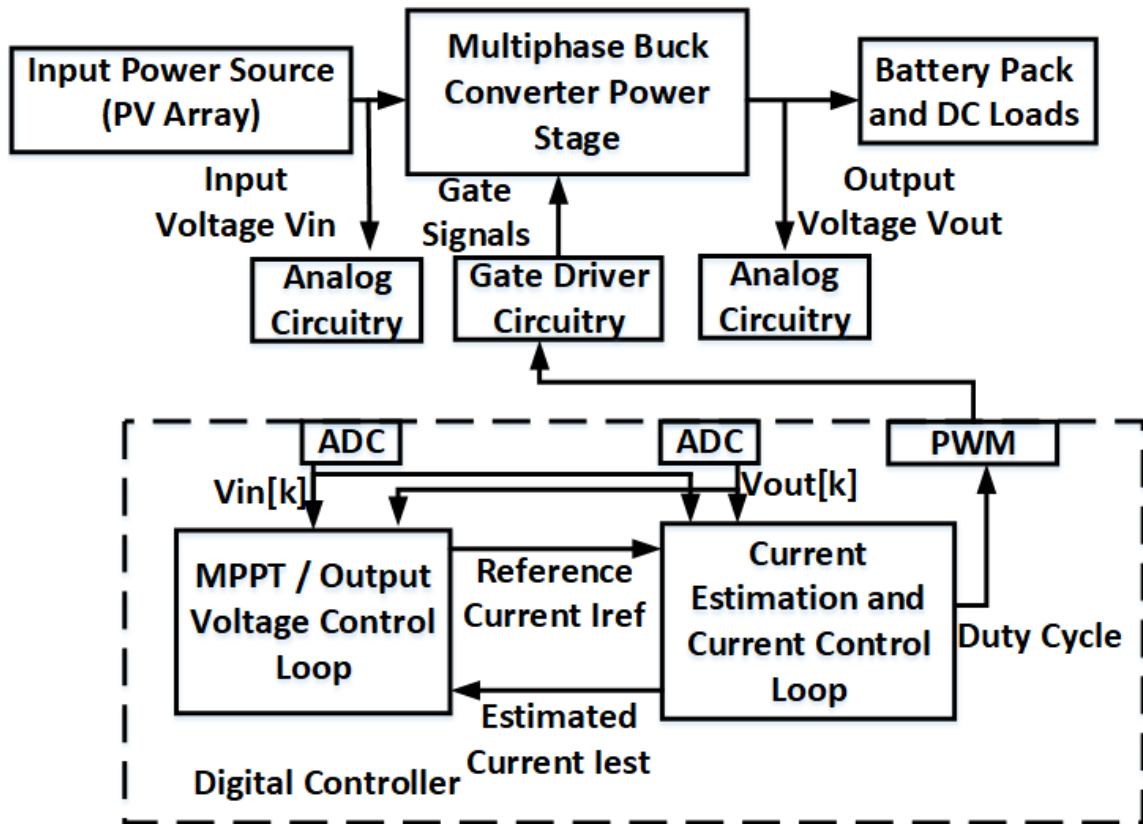 Input Power Source
(PV Array)
Multiphase Buck
Converter Power
Stage
Battery Pack
and DC Loads
Input
Voltage Vin
Gate
Signals
Output
Voltage Vout
Analog
Circuitry
Gate Driver
Circuitry
Analog
Circuitry
ADC
ADC
PWM
Vin[k]
Vout[k]
MPPT / Output
Voltage Control
Loop
Reference
Current Iref
Current
Estimation and
Current Control
Loop
Duty Cycle
Estimated
Current Iest
Digital Controller